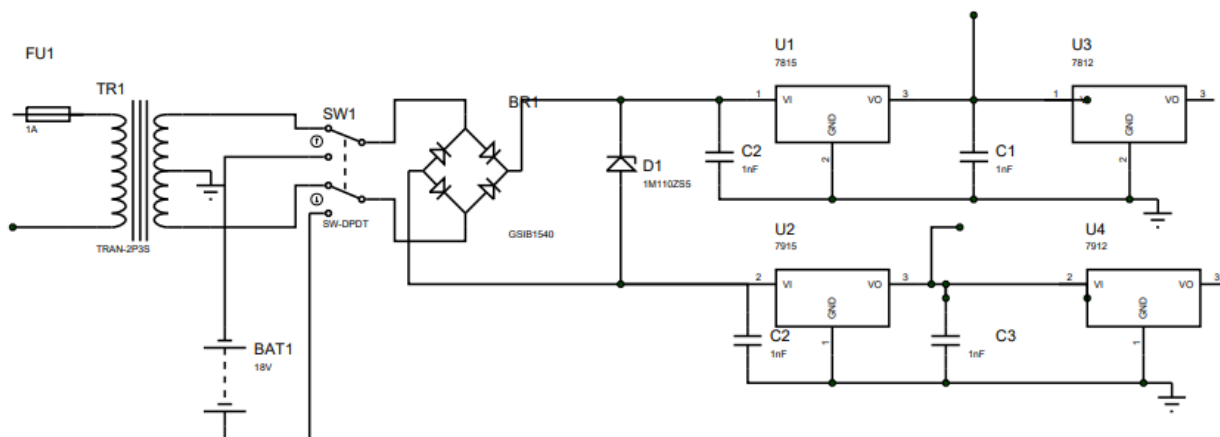 FU1
1A
TR1
TRAN-2P3S
SW1
SW-DPDT
BAT1
18V
BR1
GSIB1540
D1
1M110ZS5
C2
1nF
U1
7815
1
VI
VO
3
GND
2
C1
1nF
U3
7812
1
VO
3
GND
2
C2
1nF
U2
7915
2
VI
VO
3
GND
1
C3
1nF
U4
7912
2
VI
VO
3
GND
1